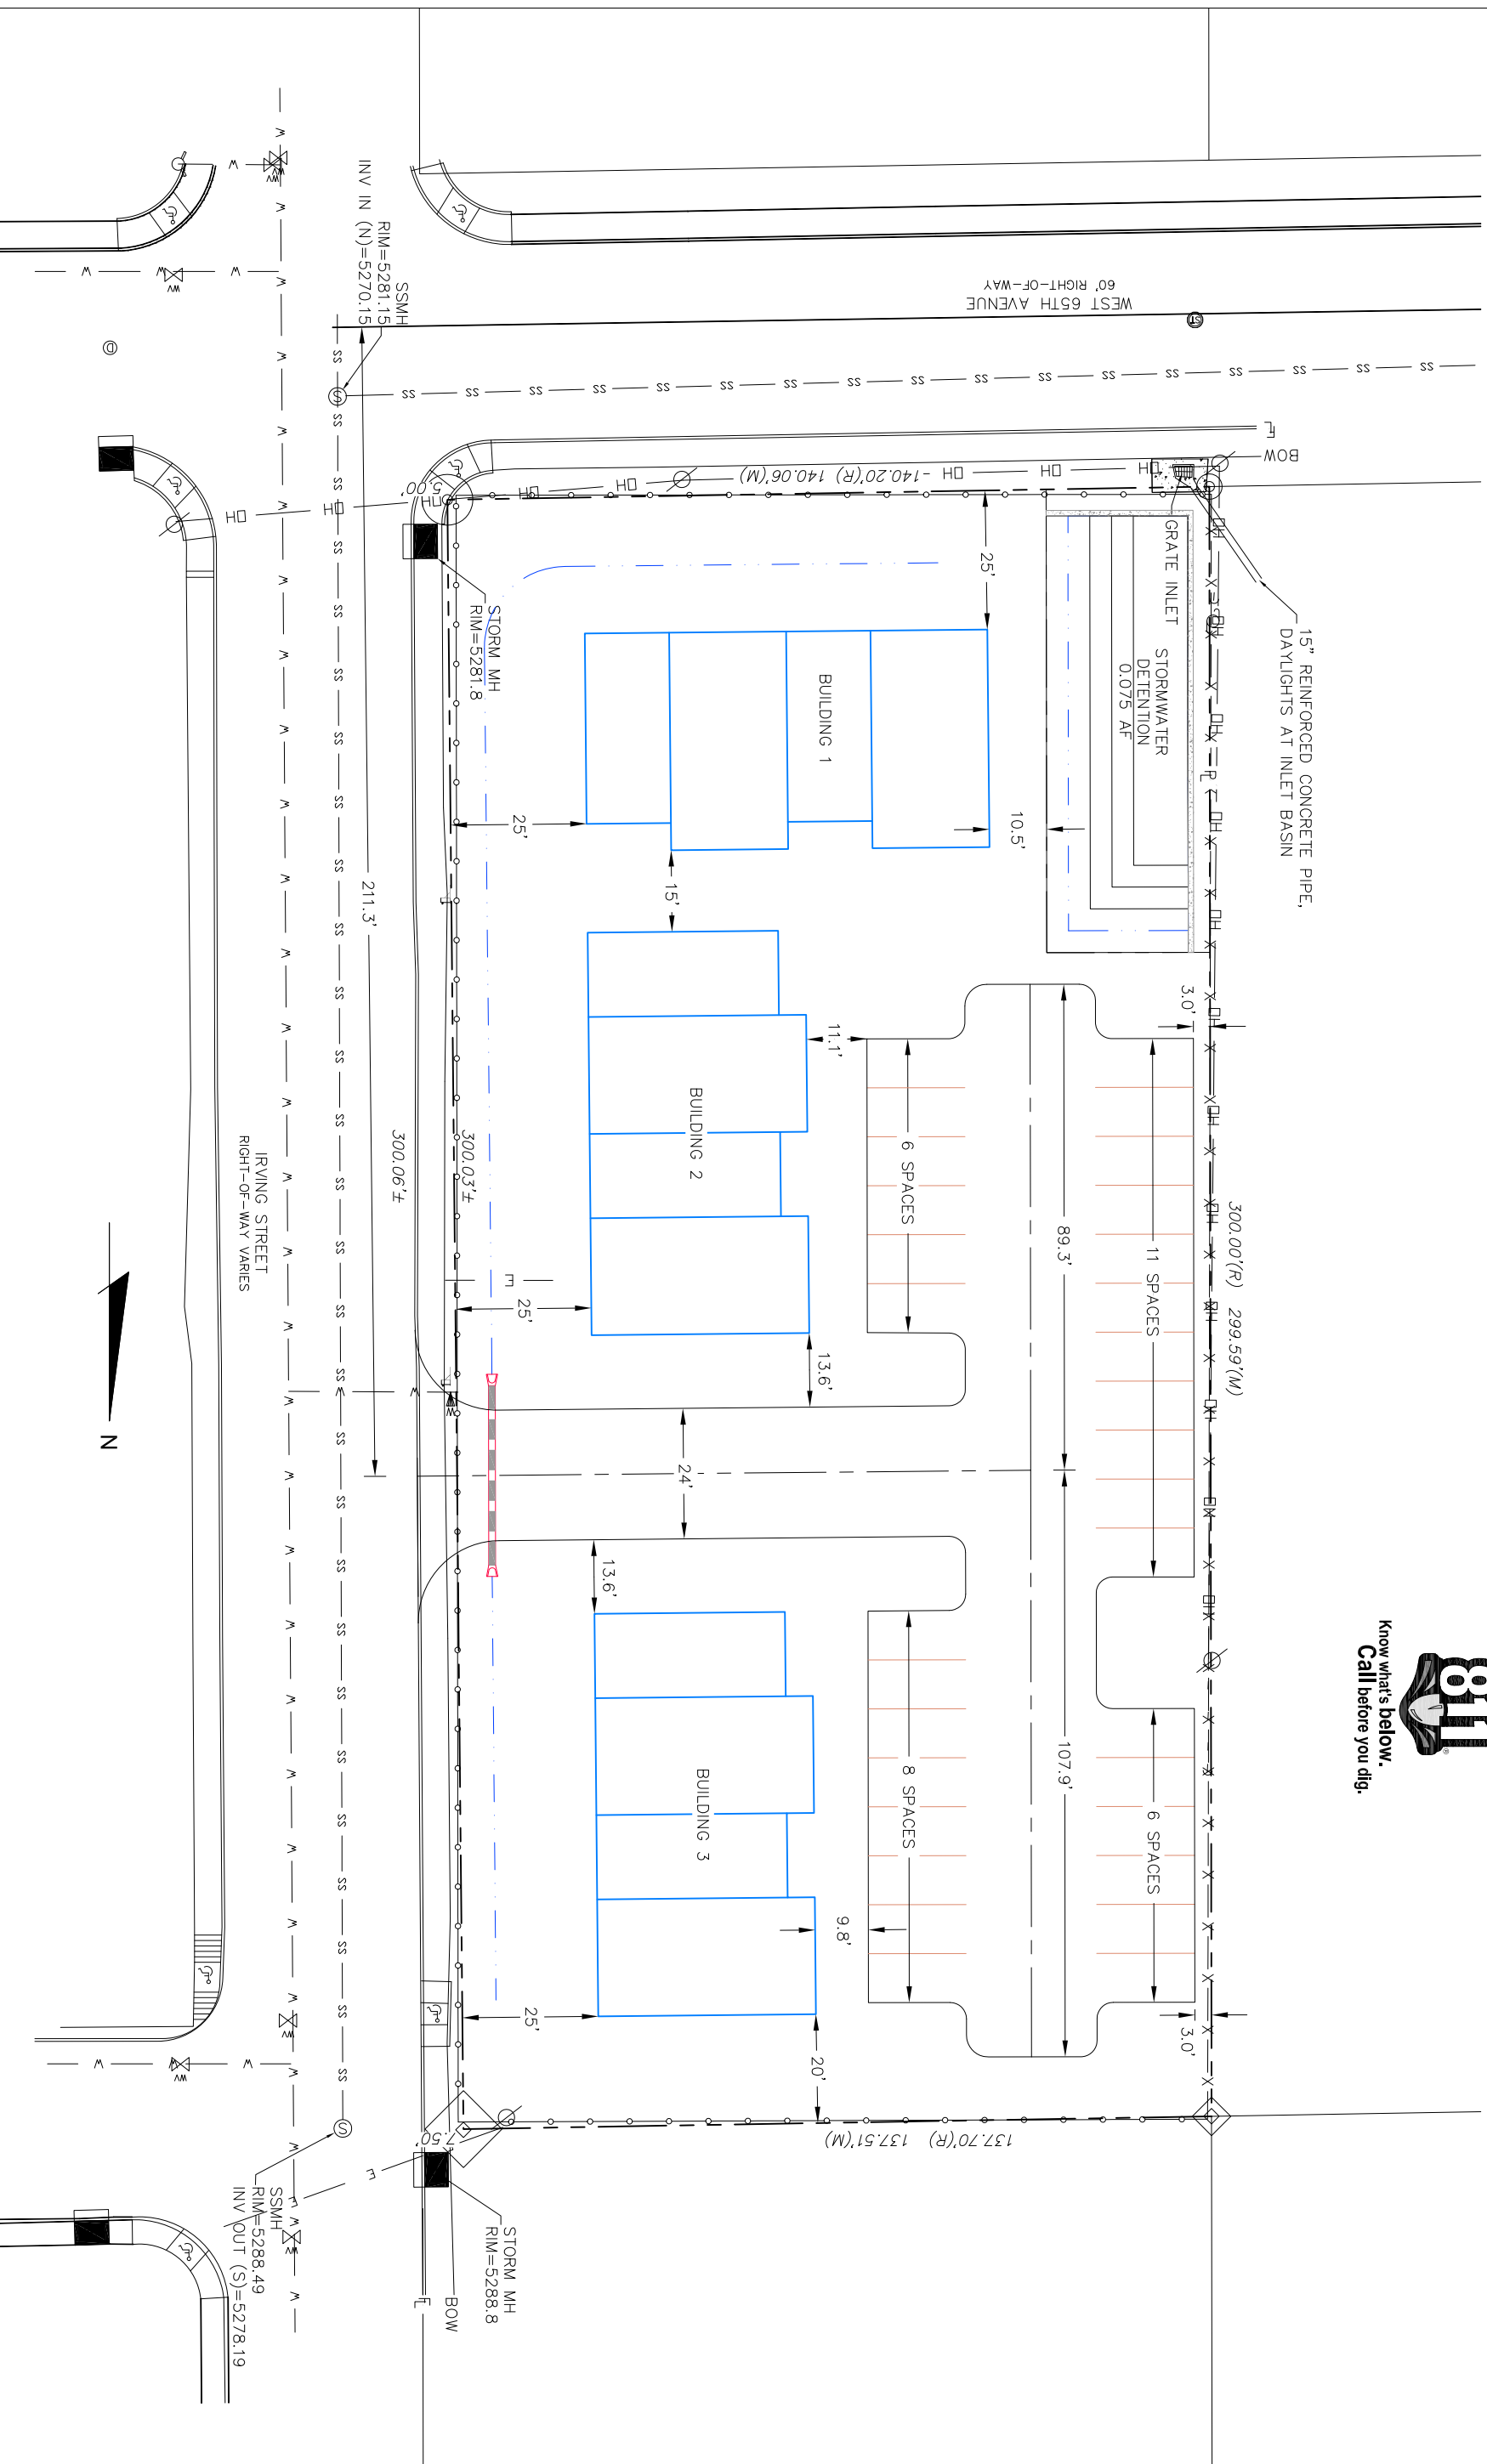 WEST 65TH AVENUE
60' RIGHT-OF-WAY
SSMH
RIM=5281.15
INV IN (N)=5270.15
BOW
140.20'(R) 140.06'(M)
5.00'
GRATE INLET
15" REINFORCED CONCRETE PIPE,
DAYLIGHTS AT INLET BASIN
STORMWATER
DETENTION
0.075 AF
STORM MH
RIM=5281.8
25'
BUILDING 1
25'
10.5'
15'
211.3'
3.0'
11.1'
BUILDING 2
6 SPACES
89.3'
11 SPACES
300.00'(R) 299.59'(M)
300.03'±
300.06'±
IRVING STREET
RIGHT-OF-WAY VARIES
25'
13.6'
24'
N
13.6'
BUILDING 3
8 SPACES
107.9'
6 SPACES
9.8'
25'
20'
3.0'
137.70'(R) 137.51'(M)
7.50'
STORM MH
RIM=5288.8
BOW
SSMH
RIM=5288.49
INV OUT (S)=5278.19
811
Know what's below.
Call before you dig.